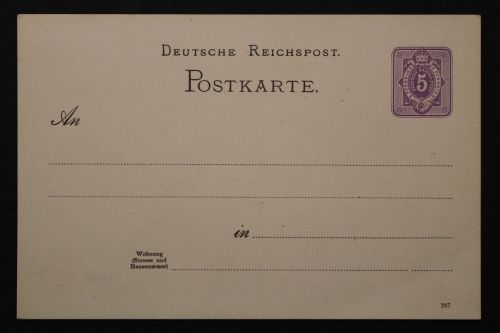 DEUTSCHE REICHSPOST.
POSTKARTE.
5
An
in
Wohnung
(Strasse und
Hausnummer)
287